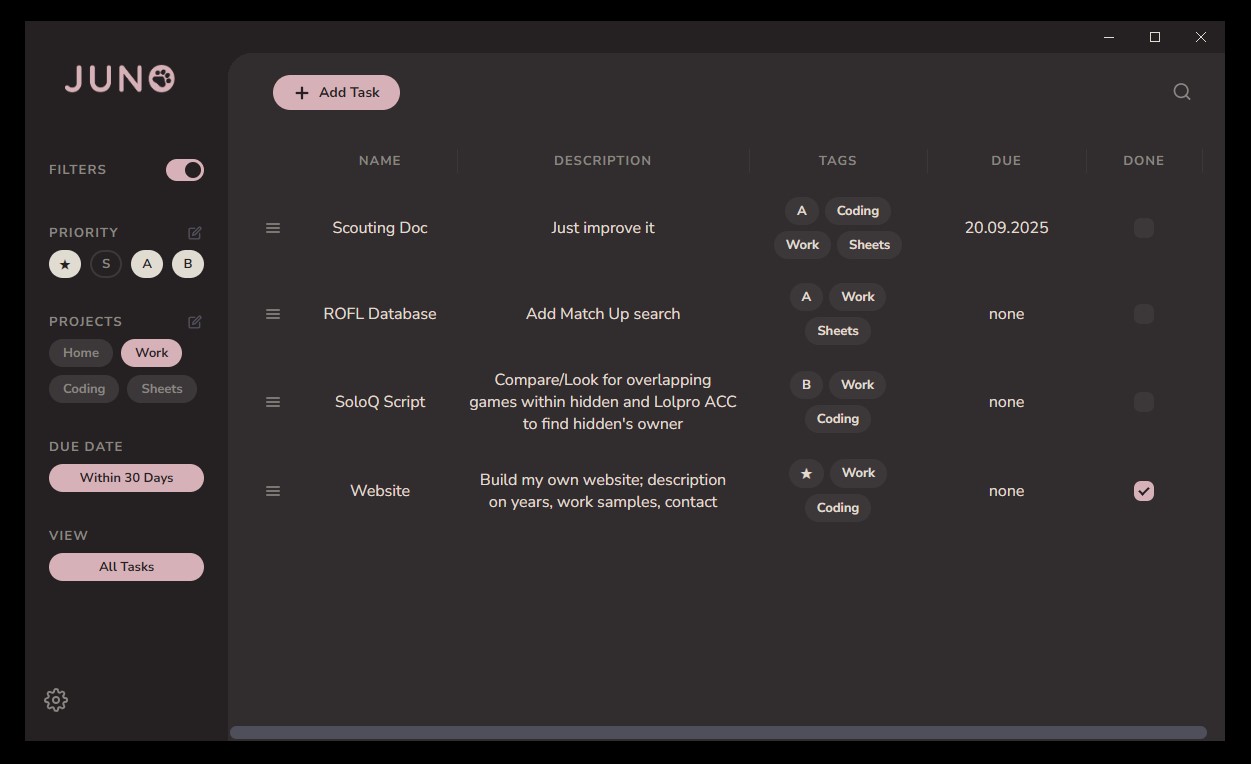 JUNO
Add Task
FILTERS
PRIORITY
★ S A B
PROJECTS
Home Work
Coding Sheets
DUE DATE
Within 30 Days
VIEW
All Tasks
NAME DESCRIPTION TAGS DUE DONE
Scouting Doc Just improve it A Coding Work Sheets 20.09.2025
ROFL Database Add Match Up search A Work Sheets none
SoloQ Script
Compare/Look for overlapping
games within hidden and Lolpro ACC
to find hidden's owner
B Work
Coding
none
Website
Build my own website; description
on years, work samples, contact
★ Work
Coding
none